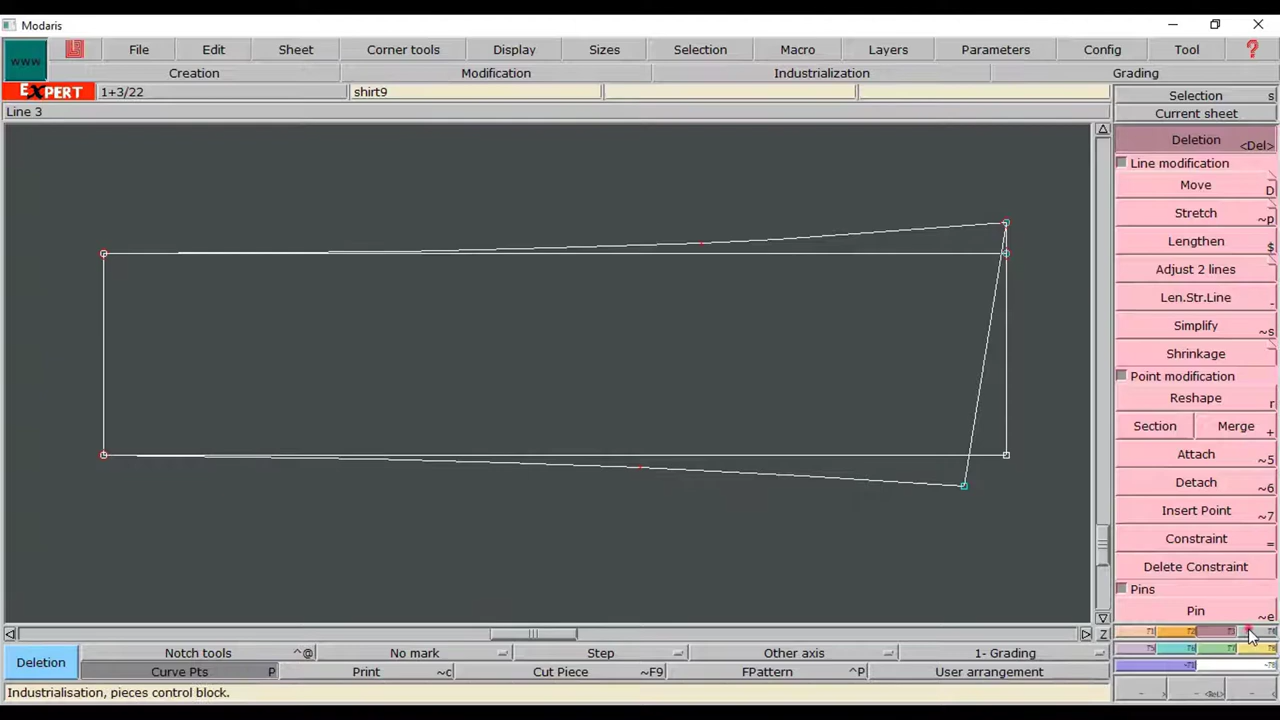 Modaris
www
File Edit Sheet Corner tools Display Sizes Selection Macro Layers Parameters Config Tool ?
Creation Modification Industrialization Grading
EXPERT 1+3/22 shirt9
Line 3
Selection s
Current sheet
Deletion <Del>
Line modification
Move D
Stretch ~p
Lengthen $
Adjust 2 lines
Len.Str.Line -
Simplify ~s
Shrinkage
Point modification
Reshape r
Section Merge +
Attach ~5
Detach ~6
Insert Point ~7
Constraint =
Delete Constraint
Pins
Pin ~e
Z
Deletion
Notch tools ^@ No mark Step Other axis 1- Grading
Curve Pts P Print ~c Cut Piece ~F9 FPattern ^P User arrangement
Industrialisation, pieces control block.